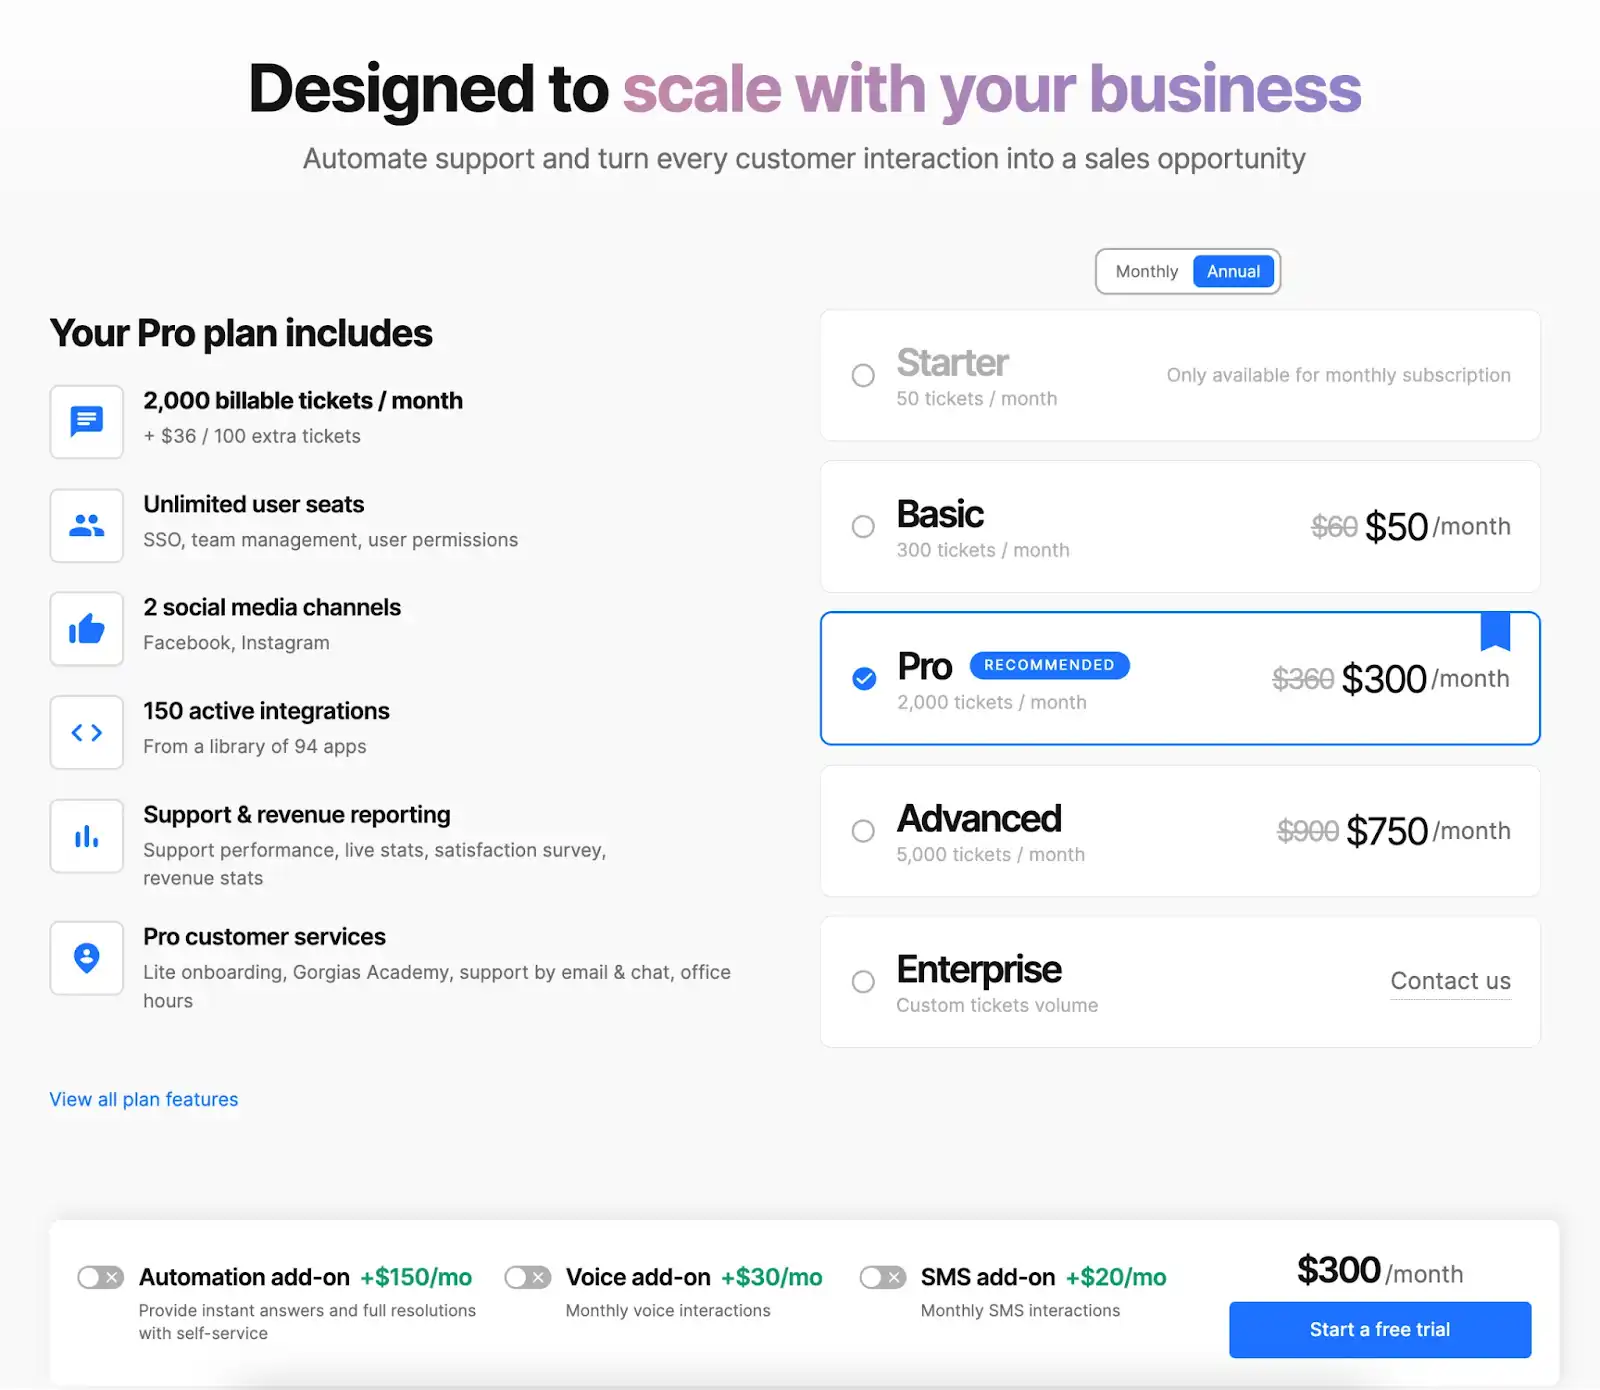 Designed to scale with your business
Automate support and turn every customer interaction into a sales opportunity
Monthly Annual
Your Pro plan includes
2,000 billable tickets / month
+ $36 / 100 extra tickets
Unlimited user seats
SSO, team management, user permissions
2 social media channels
Facebook, Instagram
150 active integrations
From a library of 94 apps
Support & revenue reporting
Support performance, live stats, satisfaction survey,
revenue stats
Pro customer services
Lite onboarding, Gorgias Academy, support by email & chat, office
hours
View all plan features
Starter
50 tickets / month
Only available for monthly subscription
Basic
300 tickets / month
$60 $50/month
Pro RECOMMENDED
2,000 tickets / month
$360 $300/month
Advanced
5,000 tickets / month
$900 $750/month
Enterprise
Custom tickets volume
Contact us
Automation add-on +$150/mo
Provide instant answers and full resolutions
with self-service
Voice add-on +$30/mo
Monthly voice interactions
SMS add-on +$20/mo
Monthly SMS interactions
$300/month
Start a free trial